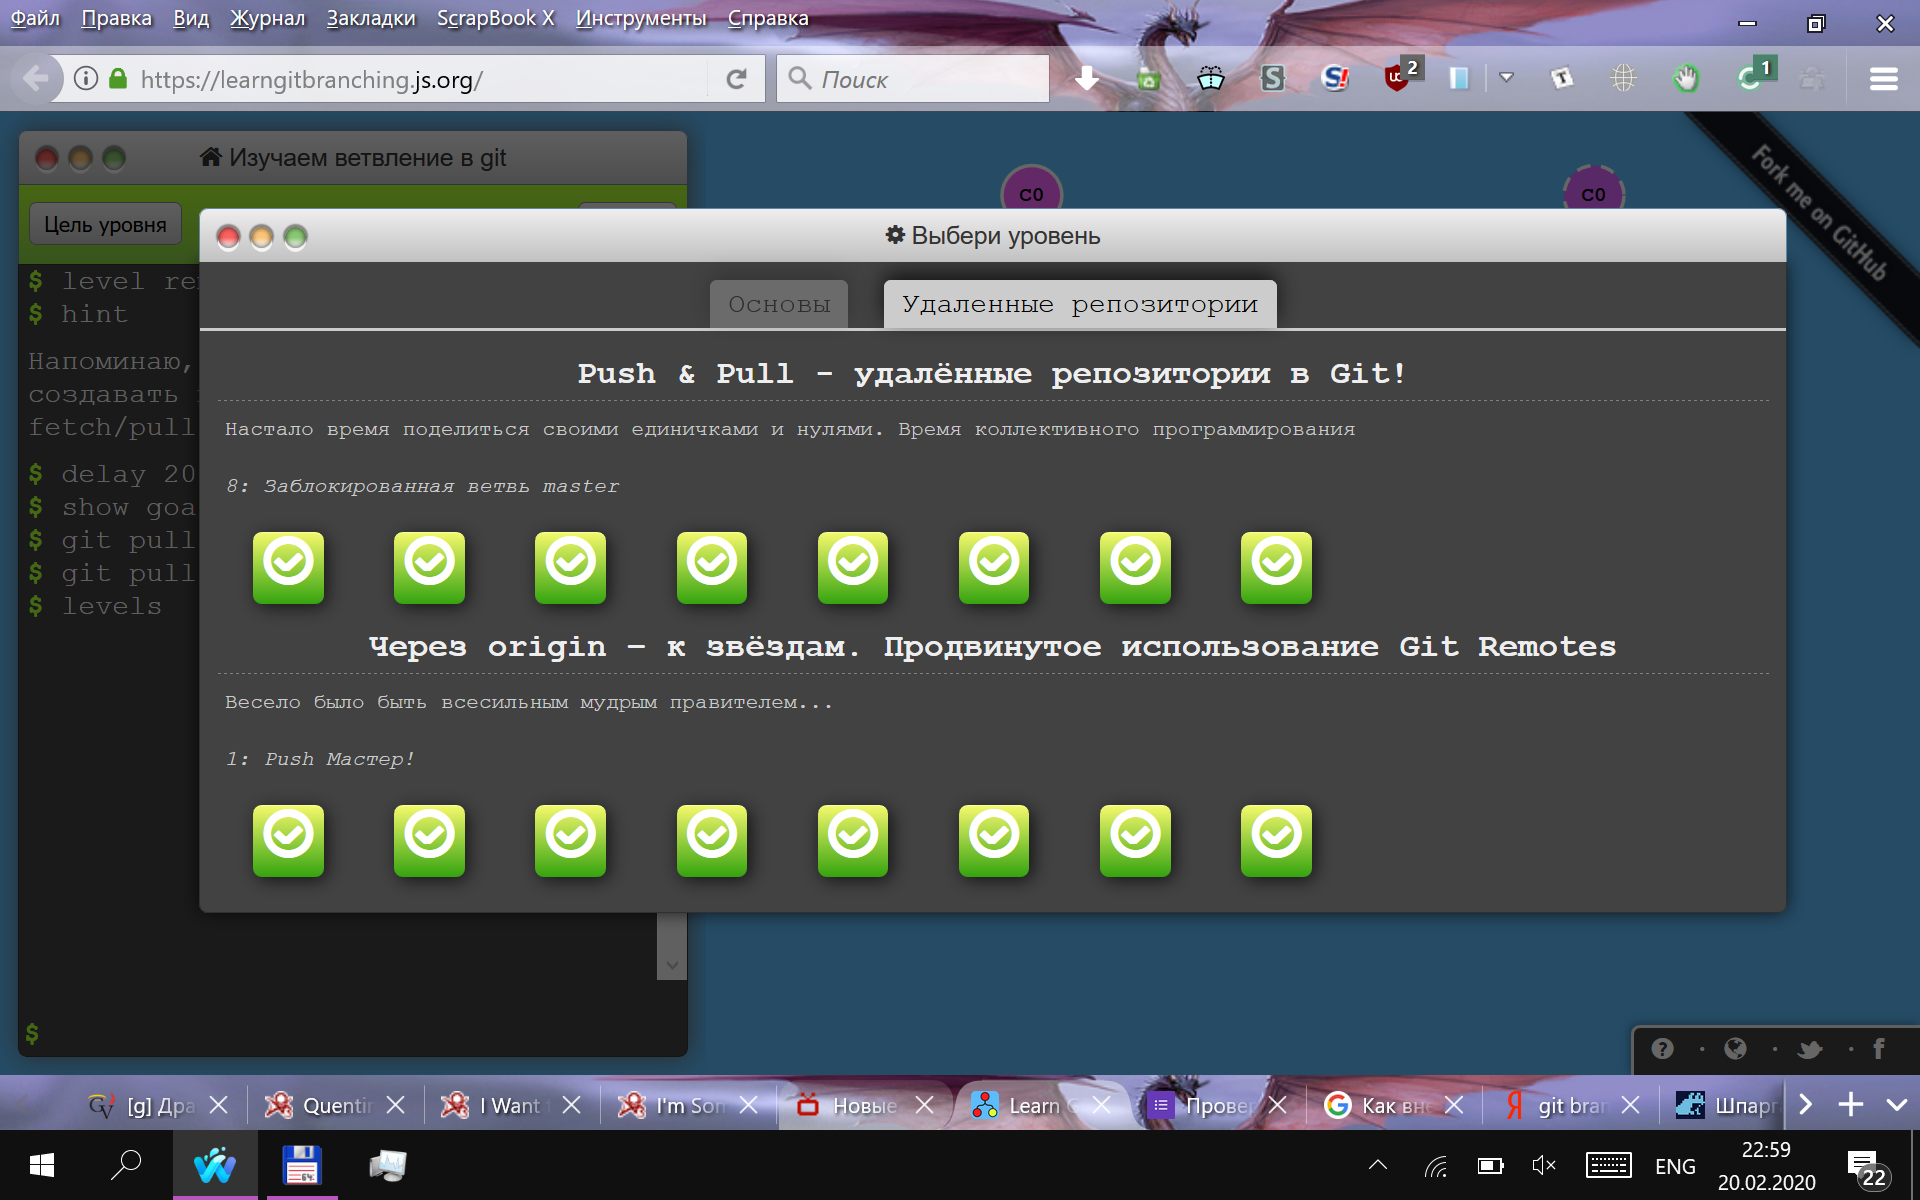 Файл Правка Вид Журнал Закладки ScrapBook X Инструменты Справка
https://learngitbranching.js.org/
Поиск
2
1
Изучаем ветвление в git
C0
C0
Fork me on GitHub
Цель уровня
Выбери уровень
Основы
Удаленные репозитории
$ level
$ hint
Напоминаю,
создавать
fetch/pull
$ delay 20
$ show goa
$ git pull
$ git pull
$ levels
Push & Pull - удалённые репозитории в Git!
Настало время поделиться своими единичками и нулями. Время коллективного программирования
8: Заблокированная ветвь master
Через origin – к звёздам. Продвинутое использование Git Remotes
Весело было быть всесильным мудрым правителем...
1: Push Мастер!
$
[g] Дра
Quentin
I Want
I'm Son
Новые
Learn G
Провер
Как вне
git bran
Шпарг
64
ENG
22:59
20.02.2020
22